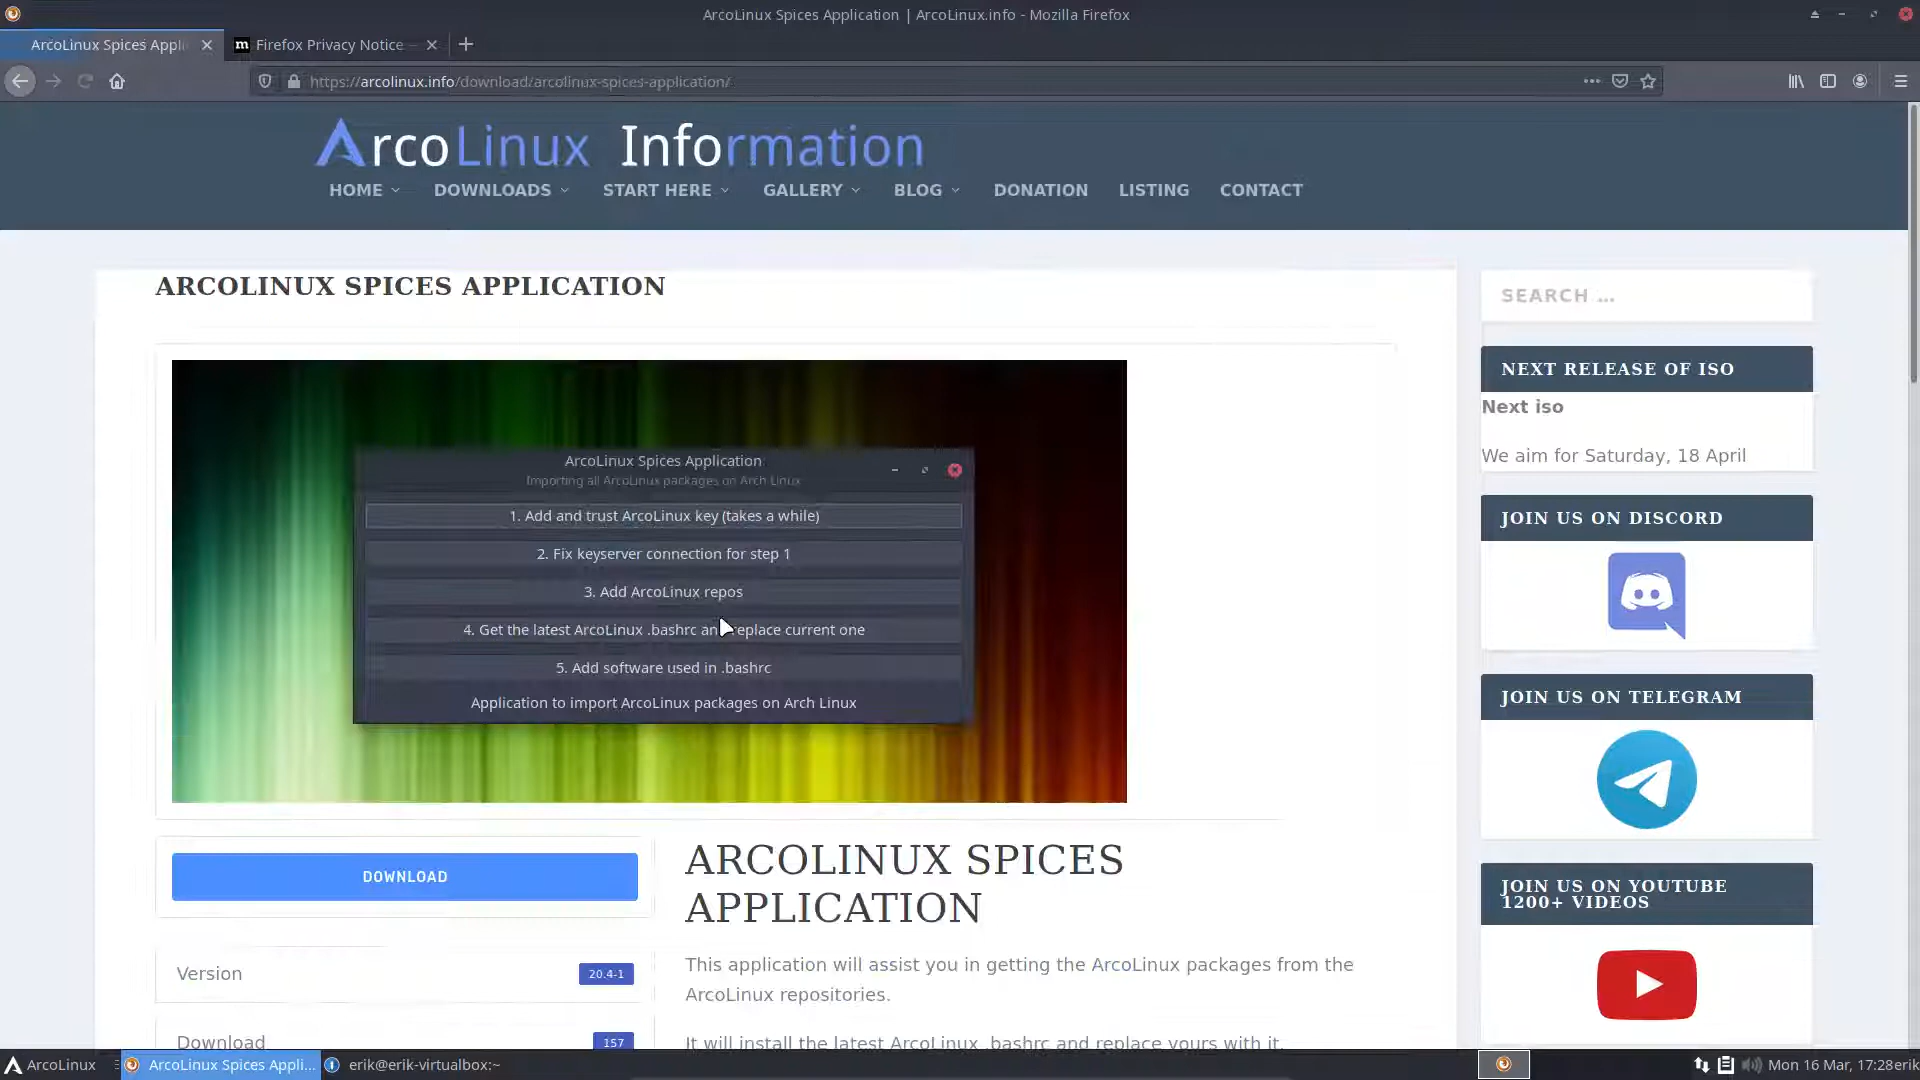 ArcoLinux Spices Application | ArcoLinux.info - Mozilla Firefox
ArcoLinux Spices Appli
Firefox Privacy Notice
https://arcolinux.info/download/arcolinux-spices-application/
ArcoLinux Information
HOME DOWNLOADS START HERE GALLERY BLOG DONATION LISTING CONTACT
ARCOLINUX SPICES APPLICATION
SEARCH ...
NEXT RELEASE OF ISO
Next iso
We aim for Saturday, 18 April
ArcoLinux Spices Application
Importing all ArcoLinux packages on Arch Linux
1. Add and trust ArcoLinux key (takes a while)
2. Fix keyserver connection for step 1
3. Add ArcoLinux repos
4. Get the latest ArcoLinux .bashrc an replace current one
5. Add software used in .bashrc
Application to import ArcoLinux packages on Arch Linux
JOIN US ON DISCORD
JOIN US ON TELEGRAM
JOIN US ON YOUTUBE
1200+ VIDEOS
DOWNLOAD
Version 20.4-1
Download 157
ARCOLINUX SPICES
APPLICATION
This application will assist you in getting the ArcoLinux packages from the
ArcoLinux repositories.
It will install the latest ArcoLinux .bashrc and replace yours with it.
ArcoLinux
ArcoLinux Spices Appli...
erik@erik-virtualbox:~
Mon 16 Mar, 17:28
erik